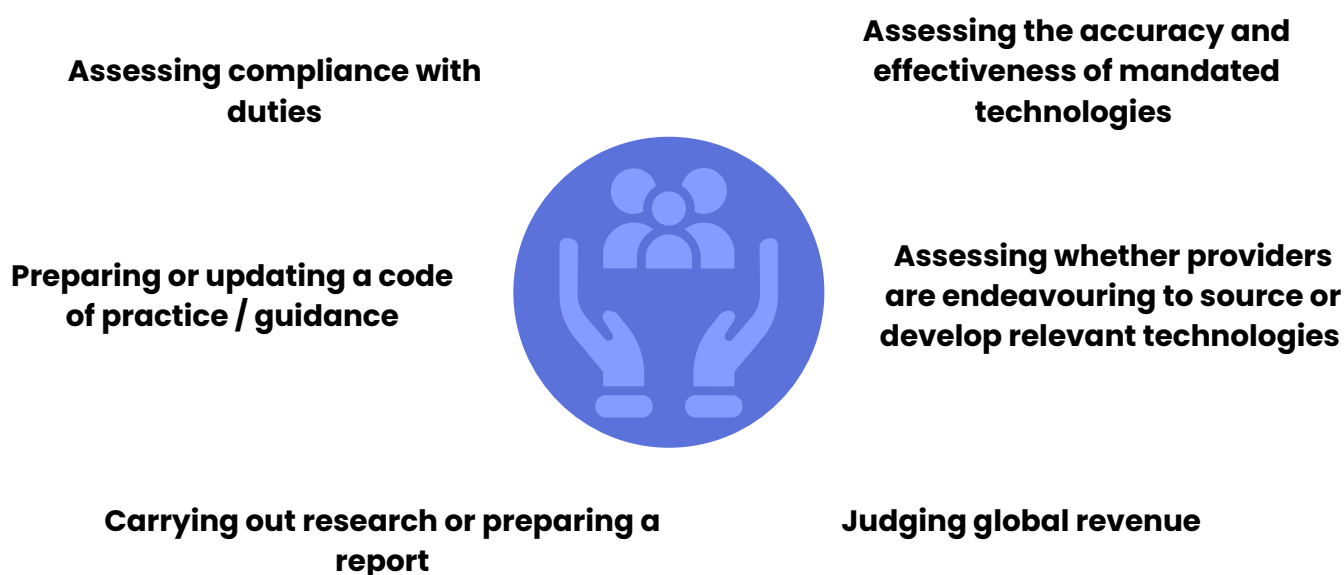 Assessing compliance with
duties
Assessing the accuracy and
effectiveness of mandated
technologies
Preparing or updating a code
of practice / guidance
Assessing whether providers
are endeavouring to source or
develop relevant technologies
Carrying out research or preparing a
report
Judging global revenue